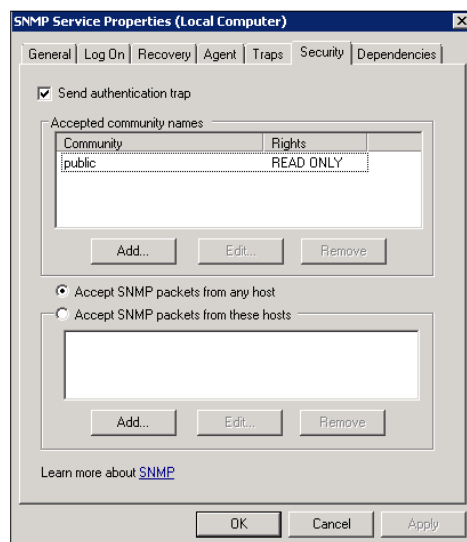 SNMP Service Properties (Local Computer)
General Log On Recovery Agent Traps Security Dependencies
Send authentication trap
Accepted community names
Community Rights
public READ ONLY
Add... Edit... Remove
Accept SNMP packets from any host
Accept SNMP packets from these hosts
Add... Edit... Remove
Learn more about SNMP
OK Cancel Apply